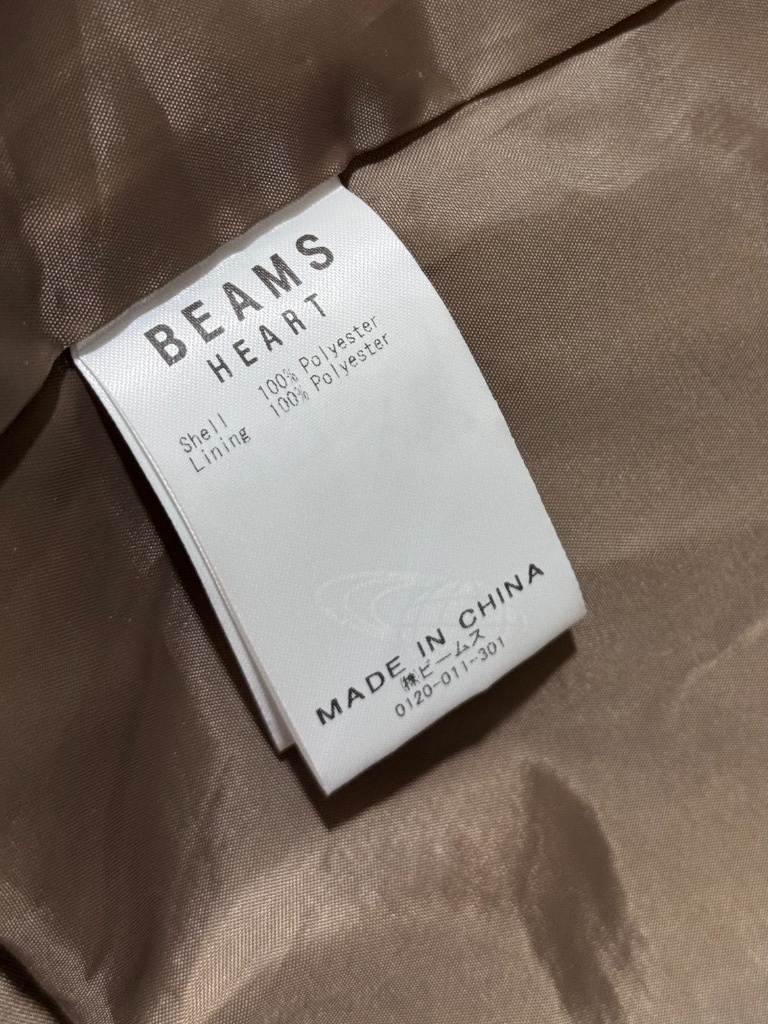 BEAMS
HEART
Shell 100% Polyester
Lining 100% Polyester
MADE IN CHINA
㈱ビームス
0120-011-301